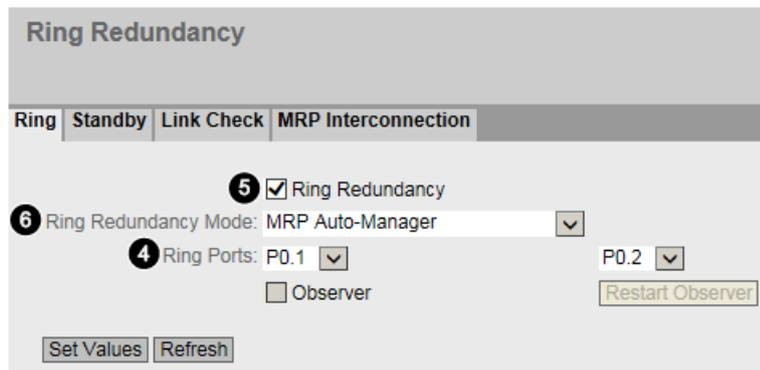 Ring Redundancy
Ring Standby Link Check MRP Interconnection
5 Ring Redundancy
6 Ring Redundancy Mode: MRP Auto-Manager
4 Ring Ports: P0.1 P0.2
Observer Restart Observer
Set Values Refresh